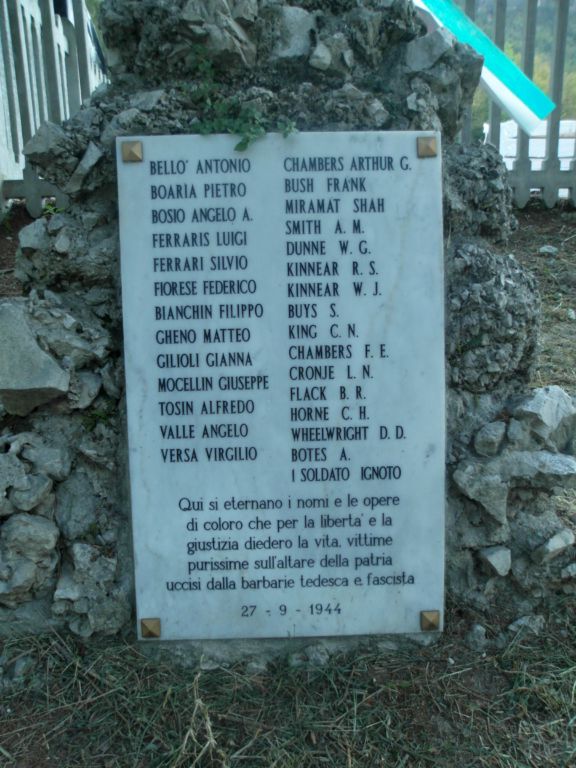 BELLO' ANTONIO
BOARIA PIETRO
BOSIO ANGELO A.
FERRARIS LUIGI
FERRARI SILVIO
FIORESE FEDERICO
BIANCHIN FILIPPO
GHENO MATTEO
GILIOLI GIANNA
MOCELLIN GIUSEPPE
TOSIN ALFREDO
VALLE ANGELO
VERSA VIRGILIO
CHAMBERS ARTHUR G.
BUSH FRANK
MIRAMAT SHAH
SMITH A. M.
DUNNE W. G.
KINNEAR R. S.
KINNEAR W. J.
BUYS S.
KING C. N.
CHAMBERS F. E.
CRONJE L. N.
FLACK B. R.
HORNE C. H.
WHEELWRIGHT D. D.
BOTES A.
1 SOLDATO IGNOTO
Qui si eternano i nomi e le opere
di coloro che per la liberta' e la
giustizia diedero la vita, vittime
purissime sull'altare della patria
uccisi dalla barbarie tedesca e fascista
27 - 9 - 1944